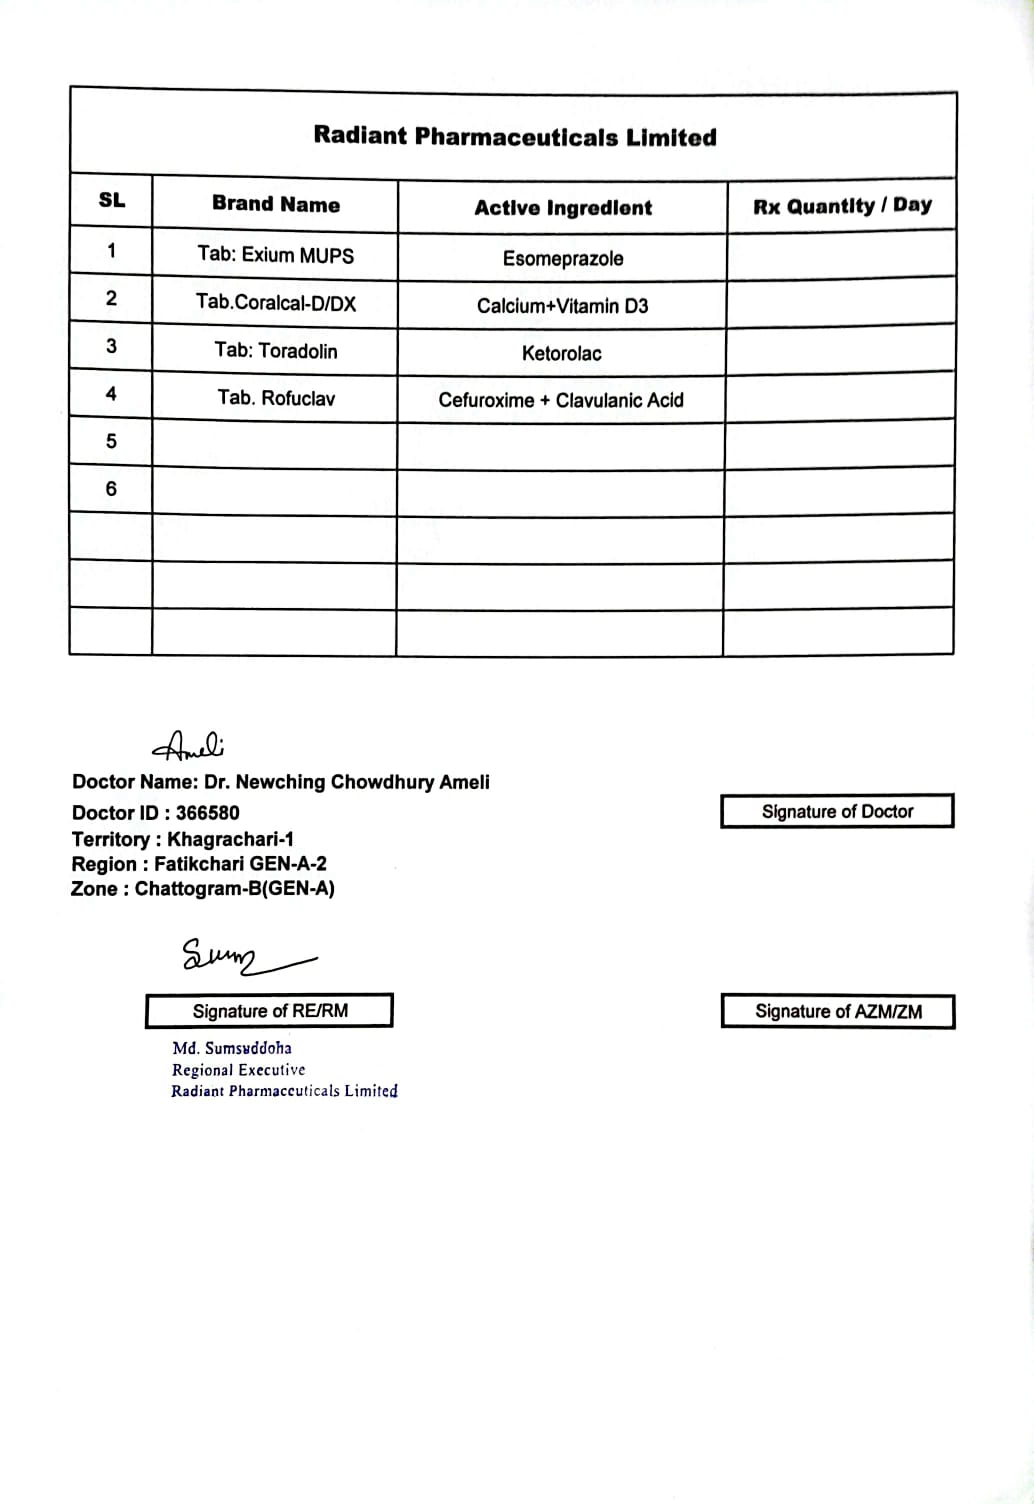 Radiant Pharmaceuticals Limited
SL Brand Name Active Ingredient Rx Quantity / Day
1 Tab: Exium MUPS Esomeprazole
2 Tab.Coralcal-D/DX Calcium+Vitamin D3
3 Tab: Toradolin Ketorolac
4 Tab. Rofuclav Cefuroxime + Clavulanic Acid
5
6
Ameli
Doctor Name: Dr. Newching Chowdhury Ameli
Doctor ID : 366580
Signature of Doctor
Territory : Khagrachari-1
Region : Fatikchari GEN-A-2
Zone : Chattogram-B(GEN-A)
Signature of RE/RM
Signature of AZM/ZM
Md. Sumsuddoha
Regional Executive
Radiant Pharmaceuticals Limited